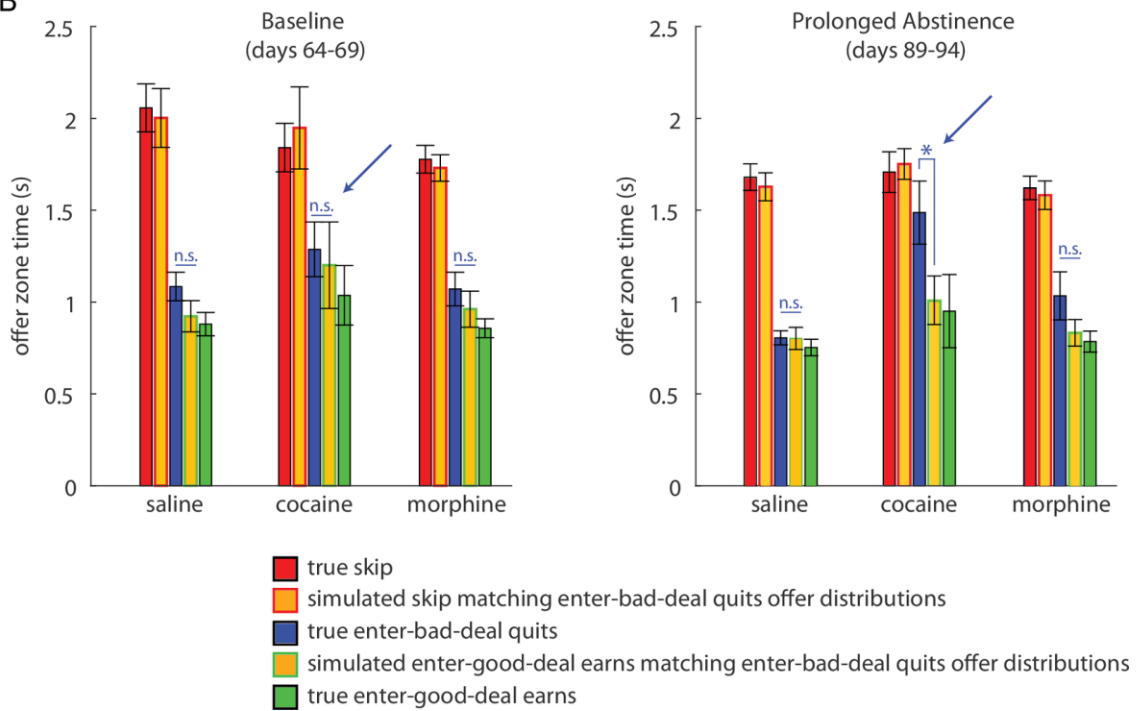 B
Baseline
(days 64-69)
2.5
2
1.5
1
0.5
0
offer zone time (s)
n.s.
n.s.
n.s.
saline
cocaine
morphine
Prolonged Abstinence
(days 89-94)
2.5
2
1.5
1
0.5
0
offer zone time (s)
n.s.
*
n.s.
saline
cocaine
morphine
true skip
simulated skip matching enter-bad-deal quits offer distributions
true enter-bad-deal quits
simulated enter-good-deal earns matching enter-bad-deal quits offer distributions
true enter-good-deal earns